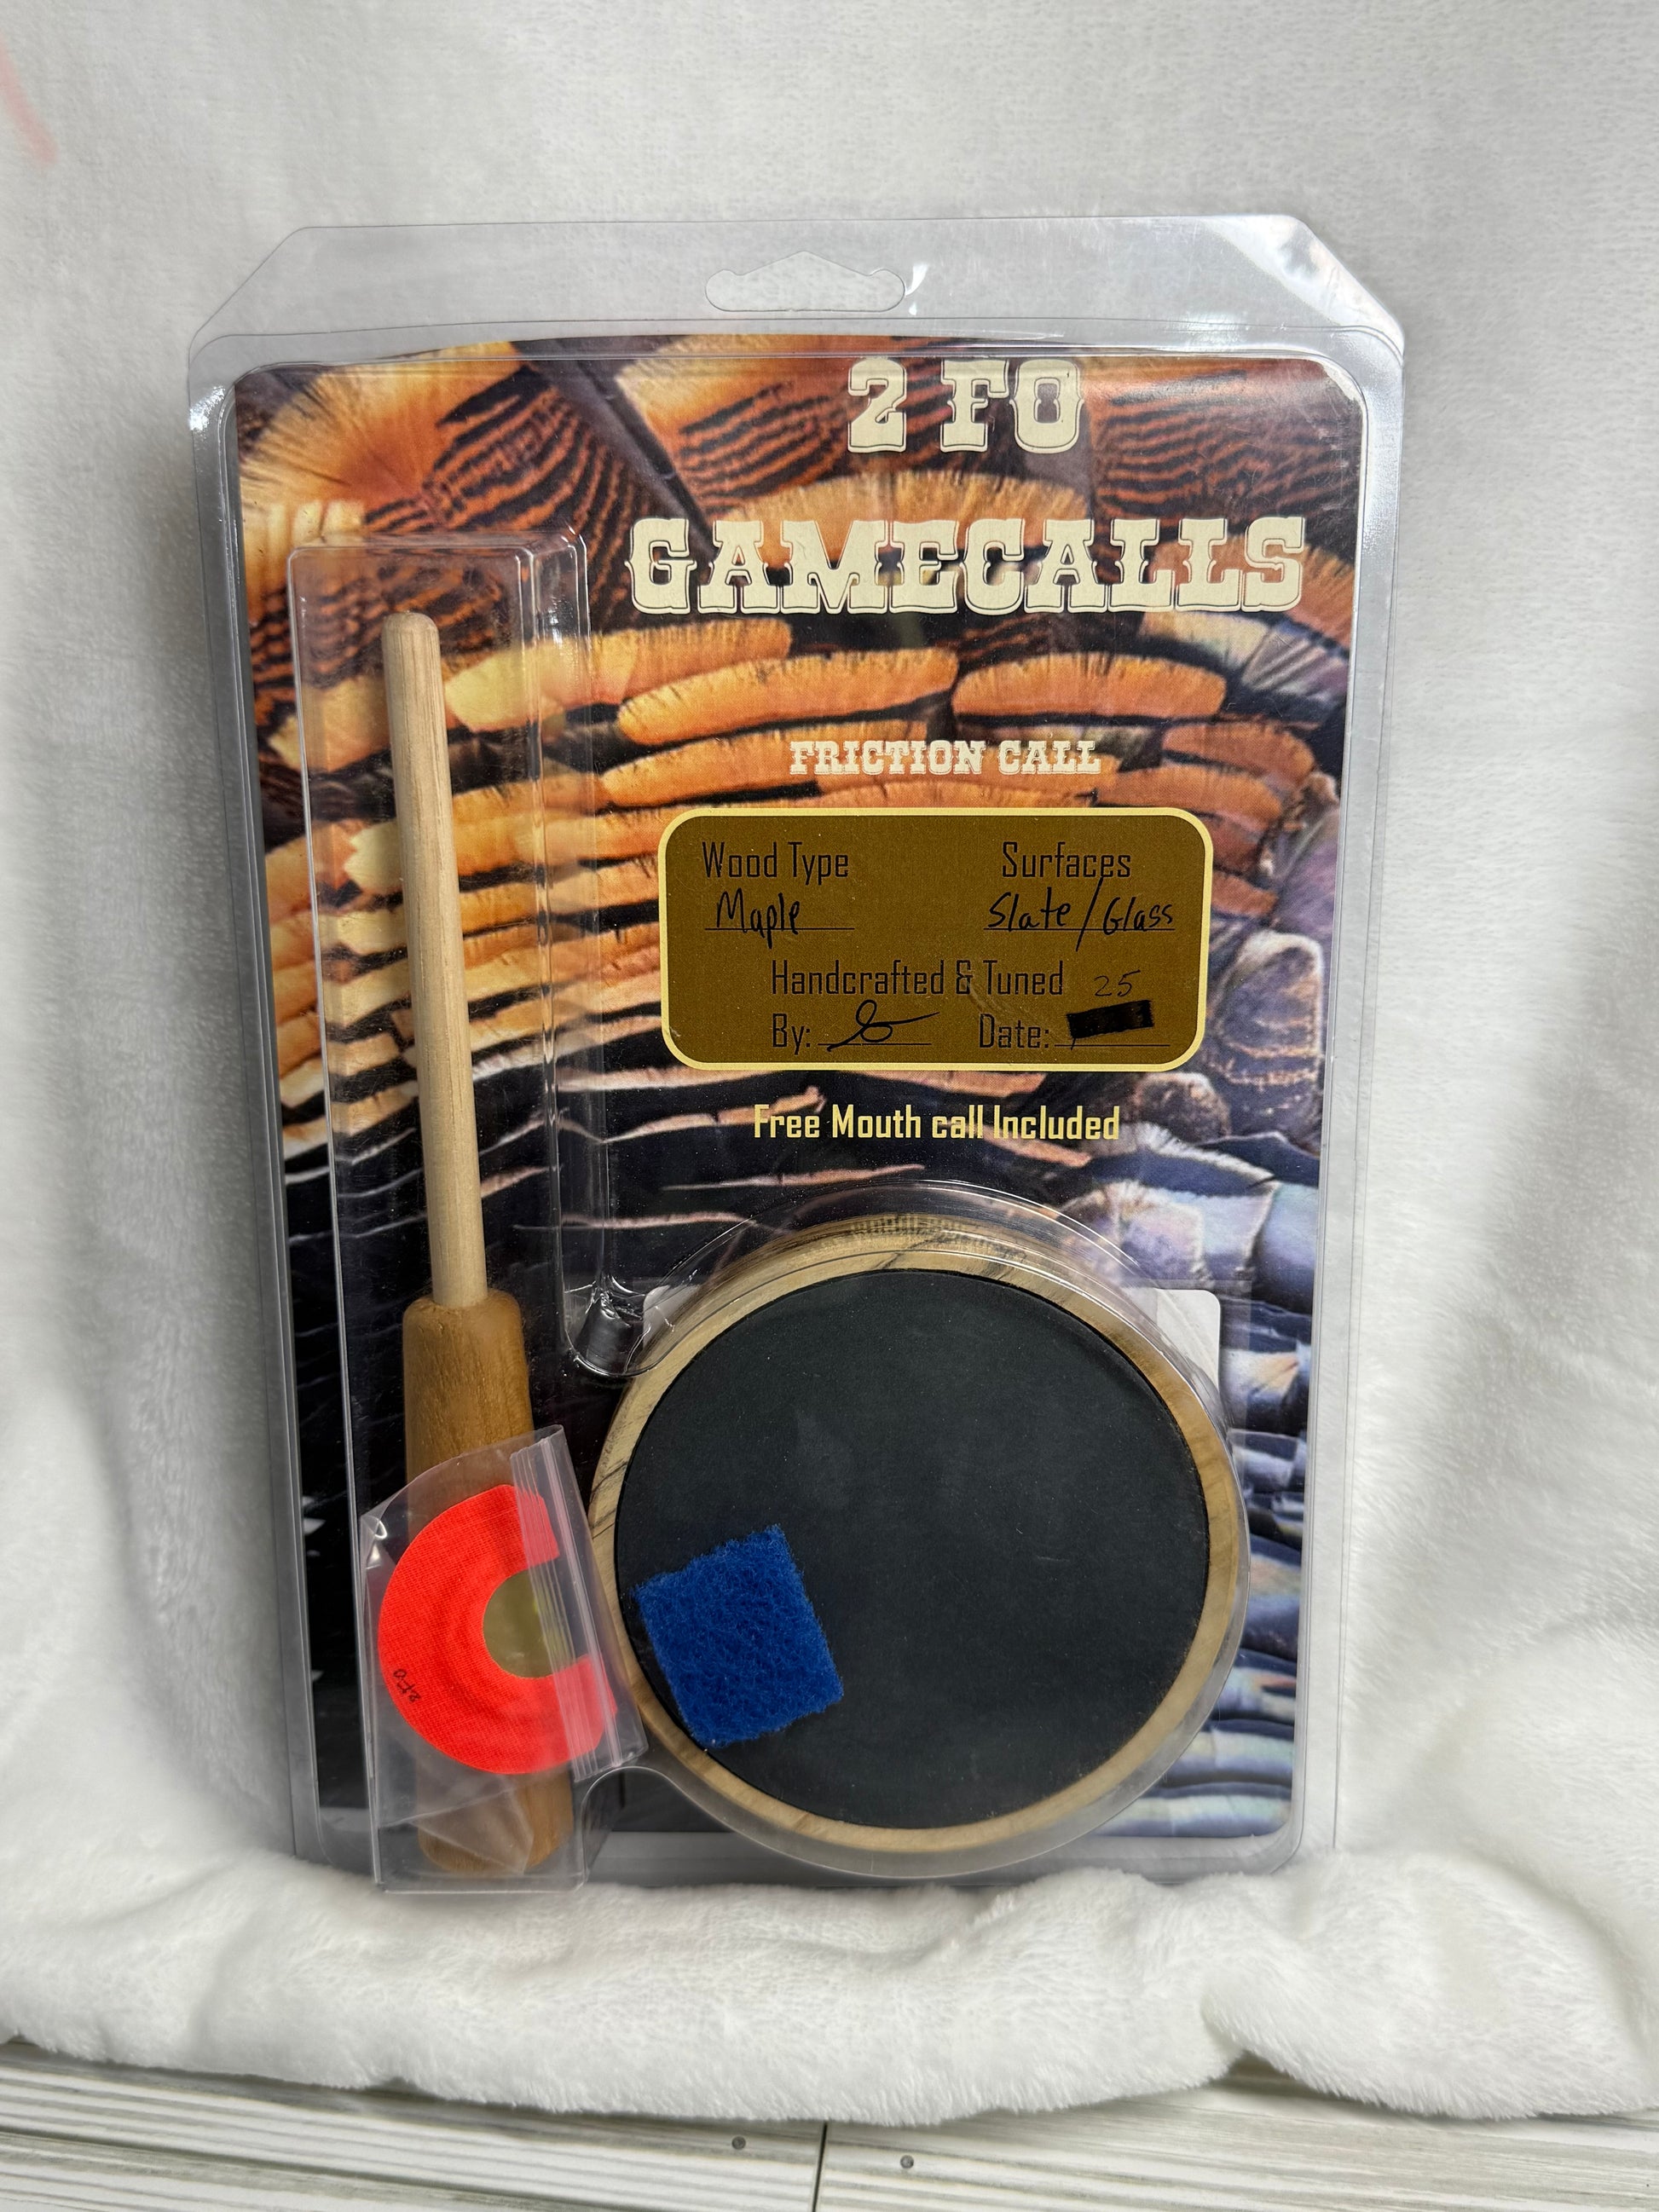 2 FO
GAMECALLS
FRICTION CALL
Wood Type Surfaces
Maple Slate/Glass
Handcrafted & Tuned 25
By: Date:
Free Mouth call Included
2FO